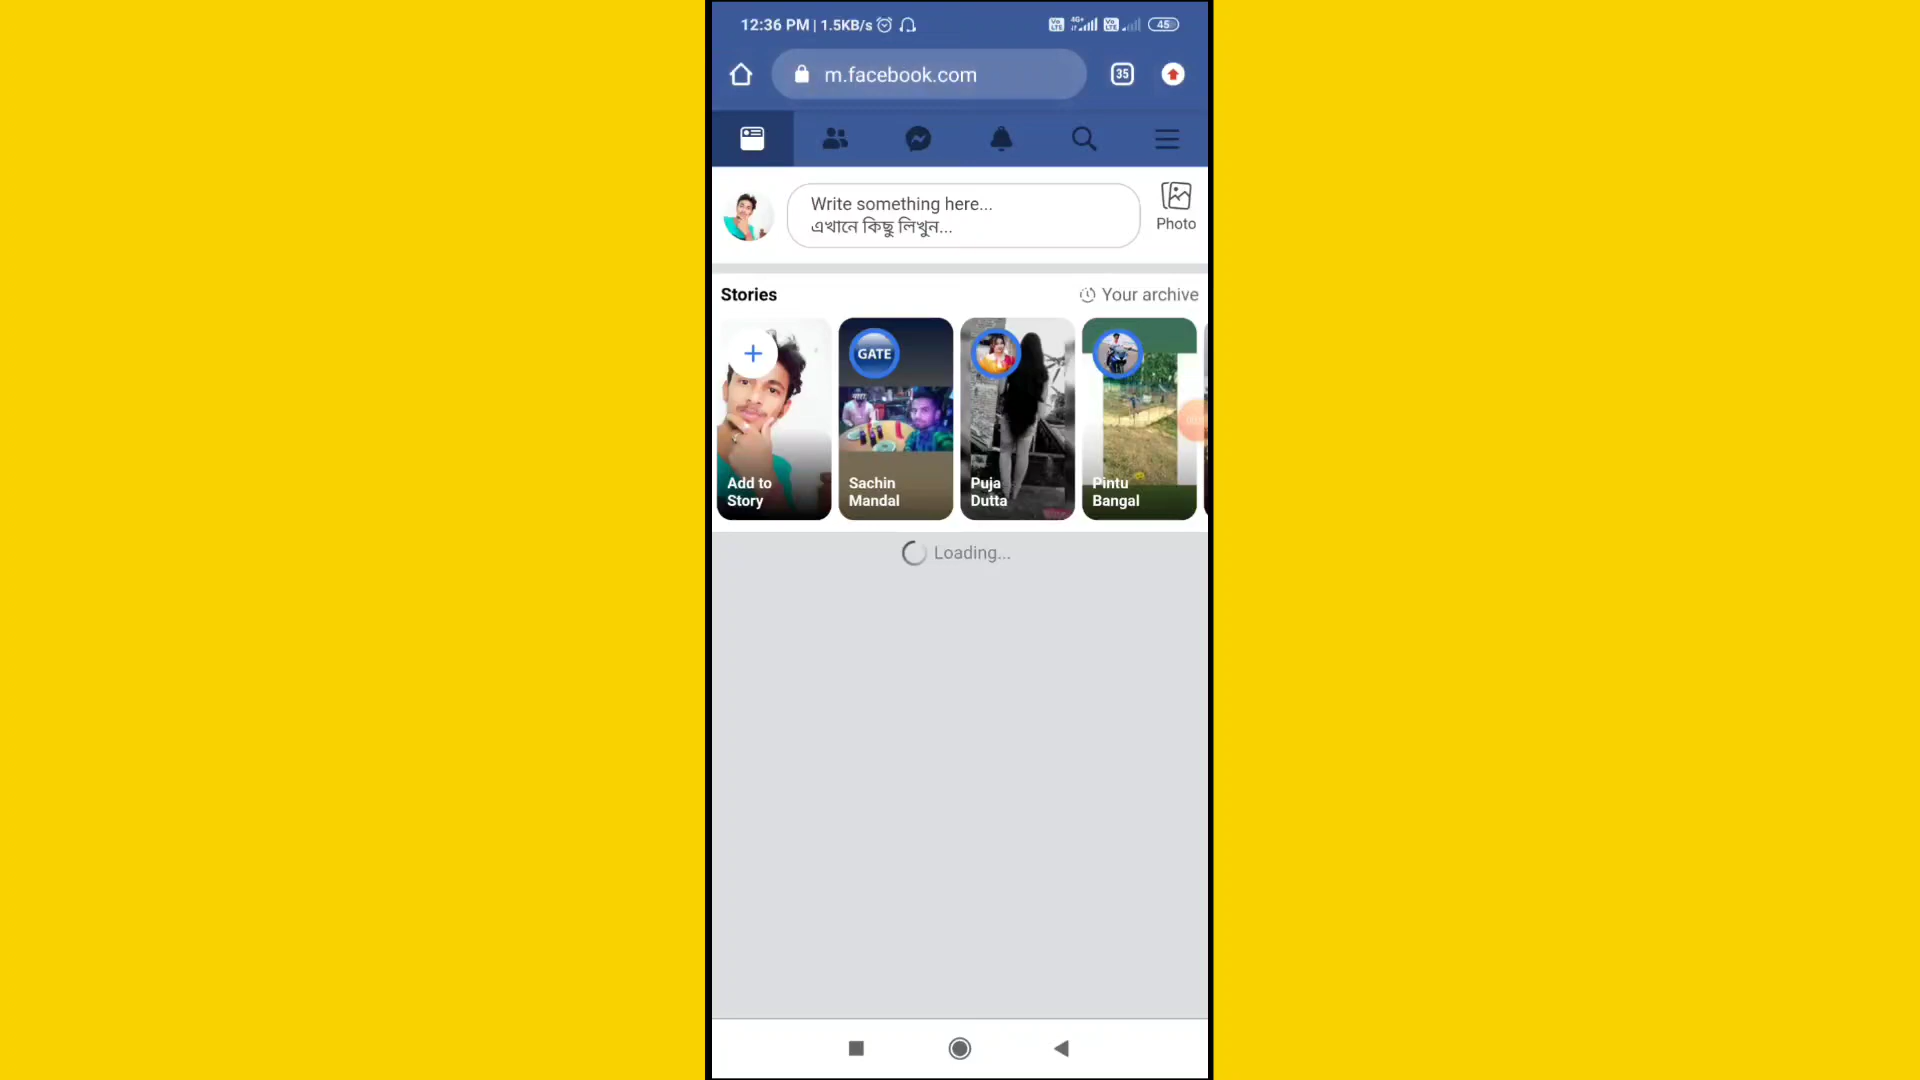 12:36 PM | 1.5KB/s
4G+
45
m.facebook.com
35
Write something here...
এখানে কিছু লিখুন...
Photo
Stories
Your archive
GATE
Add to
Story
Sachin
Mandal
Puja
Dutta
Pintu
Bangal
Loading...